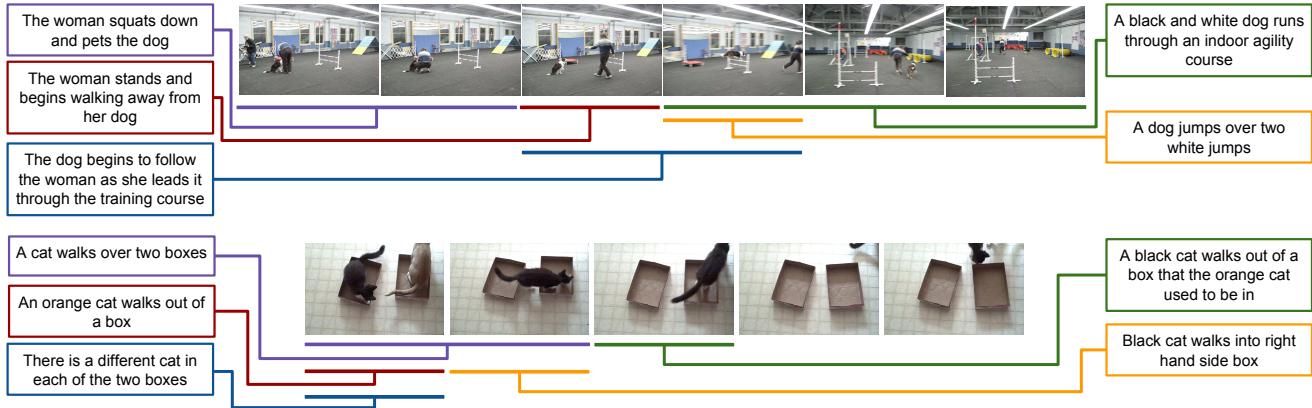 The woman squats down
and pets the dog
The woman stands and
begins walking away from
her dog
The dog begins to follow
the woman as she leads it
through the training course
A black and white dog runs
through an indoor agility
course
A dog jumps over two
white jumps
A cat walks over two boxes
An orange cat walks out of
a box
There is a different cat in
each of the two boxes
A black cat walks out of a
box that the orange cat
used to be in
Black cat walks into right
hand side box